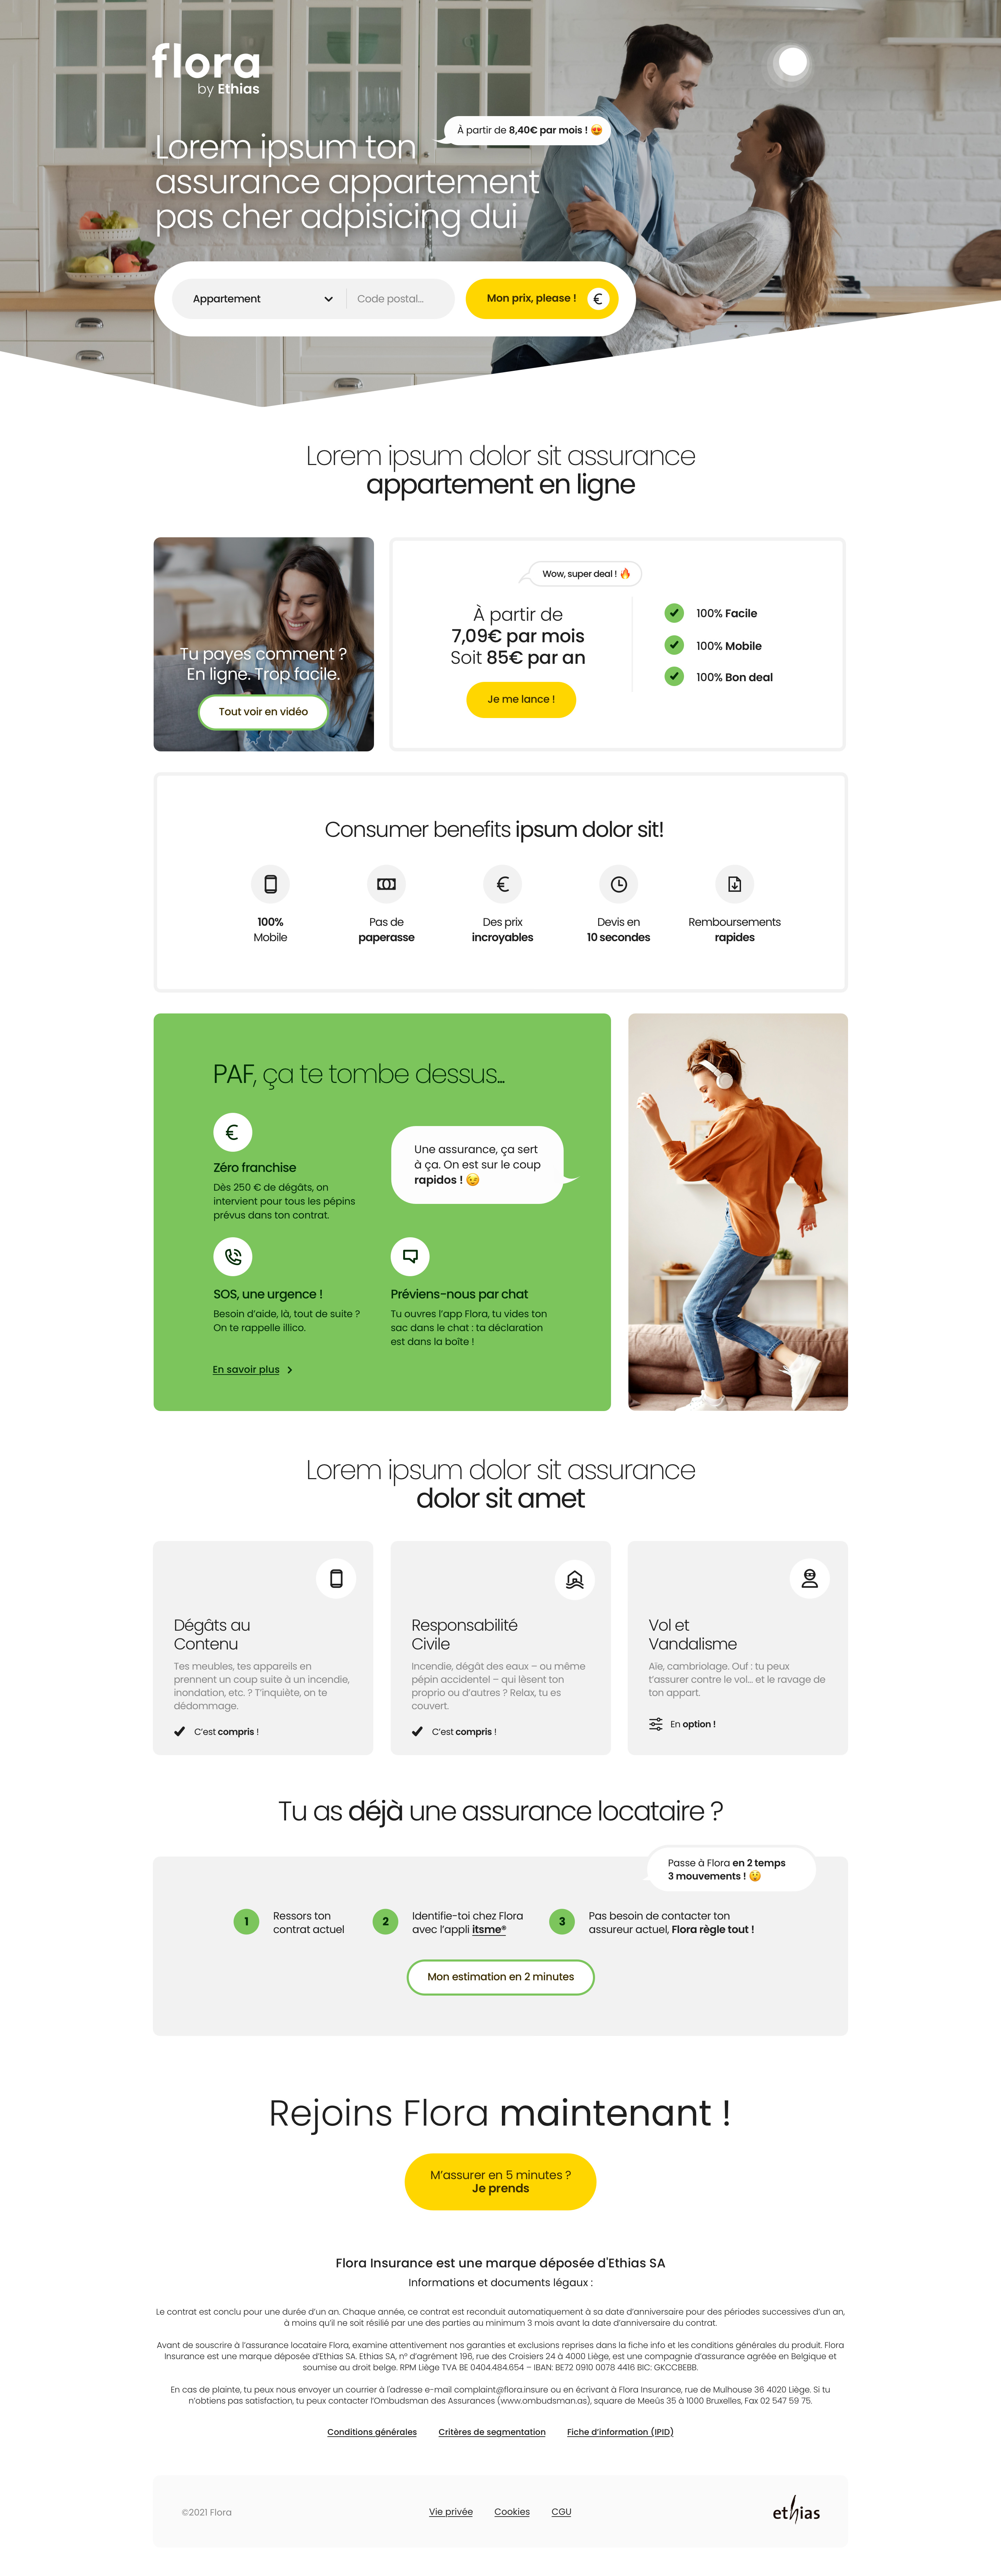 flora
by Ethias
À partir de 8,40€ par mois ! 😍
Lorem ipsum ton
assurance appartement
pas cher adpisicing dui
Appartement
Code postal...
Mon prix, please ! €
Lorem ipsum dolor sit assurance
appartement en ligne
Tu payes comment ?
En ligne. Trop facile.
Tout voir en vidéo
Wow, super deal ! 🔥
À partir de
7,09€ par mois
Soit 85€ par an
Je me lance !
100% Facile
100% Mobile
100% Bon deal
Consumer benefits ipsum dolor sit!
100%
Mobile
Pas de
paperasse
€
Des prix
incroyables
Devis en
10 secondes
Remboursements
rapides
PAF, ça te tombe dessus...
€
Zéro franchise
Dès 250 € de dégâts, on
intervient pour tous les pépins
prévus dans ton contrat.
Une assurance, ça sert
à ça. On est sur le coup
rapidos ! 😉
SOS, une urgence !
Besoin d'aide, là, tout de suite ?
On te rappelle illico.
Préviens-nous par chat
Tu ouvres l'app Flora, tu vides ton
sac dans le chat : ta déclaration
est dans la boîte !
En savoir plus
Lorem ipsum dolor sit assurance
dolor sit amet
Dégâts au
Contenu
Tes meubles, tes appareils en
prennent un coup suite à un incendie,
inondation, etc. ? T'inquiète, on te
dédommage.
C'est compris !
Responsabilité
Civile
Incendie, dégât des eaux – ou même
pépin accidentel – qui lèsent ton
proprio ou d'autres ? Relax, tu es
couvert.
C'est compris !
Vol et
Vandalisme
Aïe, cambriolage. Ouf : tu peux
t'assurer contre le vol... et le ravage de
ton appart.
En option !
Tu as déjà une assurance locataire ?
Passe à Flora en 2 temps
3 mouvements ! 😲
1
Ressors ton
contrat actuel
2
Identifie-toi chez Flora
avec l'appli itsme®
3
Pas besoin de contacter ton
assureur actuel, Flora règle tout !
Mon estimation en 2 minutes
Rejoins Flora maintenant !
M'assurer en 5 minutes ?
Je prends
Flora Insurance est une marque déposée d'Ethias SA
Informations et documents légaux :
Le contrat est conclu pour une durée d'un an. Chaque année, ce contrat est reconduit automatiquement à sa date d'anniversaire pour des périodes successives d'un an,
à moins qu'il ne soit résilié par une des parties au minimum 3 mois avant la date d'anniversaire du contrat.
Avant de souscrire à l'assurance locataire Flora, examine attentivement nos garanties et exclusions reprises dans la fiche info et les conditions générales du produit. Flora
Insurance est une marque déposée d'Ethias SA. Ethias SA, n° d'agrément 196, rue des Croisiers 24 à 4000 Liège, est une compagnie d'assurance agréée en Belgique et
soumise au droit belge. RPM Liège TVA BE 0404.484.654 – IBAN: BE72 0910 0078 4416 BIC: GKCCBEBB.
En cas de plainte, tu peux nous envoyer un courrier à l'adresse e-mail complaint@flora.insure ou en écrivant à Flora Insurance, rue de Mulhouse 36 4020 Liège. Si tu
n'obtiens pas satisfaction, tu peux contacter l'Ombudsman des Assurances (www.ombudsman.as), square de Meeûs 35 à 1000 Bruxelles, Fax 02 547 59 75.
Conditions générales
Critères de segmentation
Fiche d'information (IPID)
©2021 Flora
Vie privée
Cookies
CGU
ethias